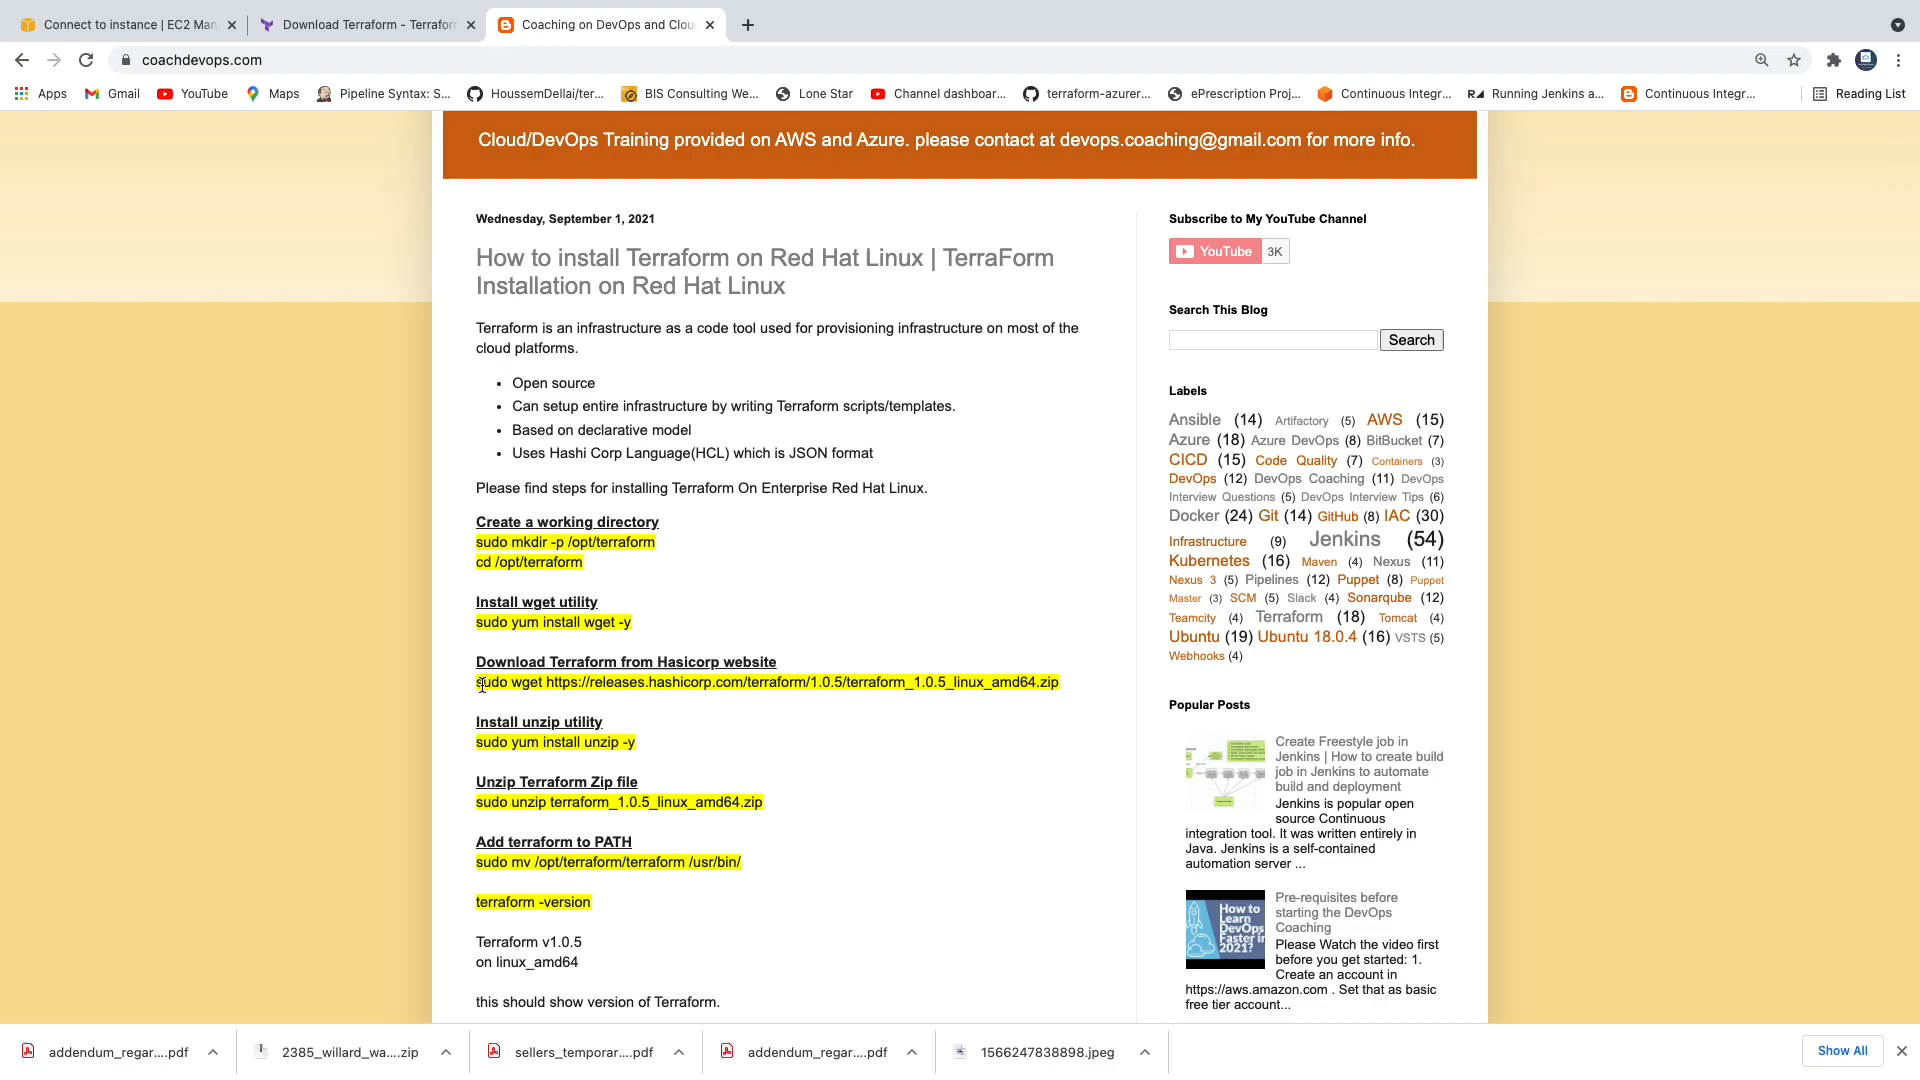 Connect to instance | EC2 Man
Download Terraform - Terraform
Coaching on DevOps and Clou
coachdevops.com
Apps
Gmail
YouTube
Maps
Pipeline Syntax: S...
HoussemDellai/ter...
BIS Consulting We...
Lone Star
Channel dashboar...
terraform-azurer...
ePrescription Proj...
Continuous Integr...
Running Jenkins a...
Continuous Integr...
Reading List
Cloud/DevOps Training provided on AWS and Azure. please contact at devops.coaching@gmail.com for more info.
Wednesday, September 1, 2021
How to install Terraform on Red Hat Linux | TerraForm
Installation on Red Hat Linux
Terraform is an infrastructure as a code tool used for provisioning infrastructure on most of the
cloud platforms.
• Open source
• Can setup entire infrastructure by writing Terraform scripts/templates.
• Based on declarative model
• Uses Hashi Corp Language(HCL) which is JSON format
Please find steps for installing Terraform On Enterprise Red Hat Linux.
Create a working directory
sudo mkdir -p /opt/terraform
cd /opt/terraform
Install wget utility
sudo yum install wget -y
Download Terraform from Hasicorp website
sudo wget https://releases.hashicorp.com/terraform/1.0.5/terraform_1.0.5_linux_amd64.zip
Install unzip utility
sudo yum install unzip -y
Unzip Terraform Zip file
sudo unzip terraform_1.0.5_linux_amd64.zip
Add terraform to PATH
sudo mv /opt/terraform/terraform /usr/bin/
terraform -version
Terraform v1.0.5
on linux_amd64
this should show version of Terraform.
Subscribe to My YouTube Channel
YouTube 3K
Search This Blog
Search
Labels
Ansible (14) Artifactory (5) AWS (15)
Azure (18) Azure DevOps (8) BitBucket (7)
CICD (15) Code Quality (7) Containers (3)
DevOps (12) DevOps Coaching (11) DevOps
Interview Questions (5) DevOps Interview Tips (6)
Docker (24) Git (14) GitHub (8) IAC (30)
Infrastructure (9) Jenkins (54)
Kubernetes (16) Maven (4) Nexus (11)
Nexus 3 (5) Pipelines (12) Puppet (8) Puppet
Master (3) SCM (5) Slack (4) Sonarqube (12)
Teamcity (4) Terraform (18) Tomcat (4)
Ubuntu (19) Ubuntu 18.0.4 (16) VSTS (5)
Webhooks (4)
Popular Posts
Create Freestyle job in
Jenkins | How to create build
job in Jenkins to automate
build and deployment
Jenkins is popular open
source Continuous
integration tool. It was written entirely in
Java. Jenkins is a self-contained
automation server ...
How to
Learn
DevOps
Faster in
2021?
Pre-requisites before
starting the DevOps
Coaching
Please Watch the video first
before you get started: 1.
Create an account in
https://aws.amazon.com . Set that as basic
free tier account...
addendum_regar....pdf
2385_willard_wa....zip
sellers_temporar....pdf
addendum_regar....pdf
1566247838898.jpeg
Show All